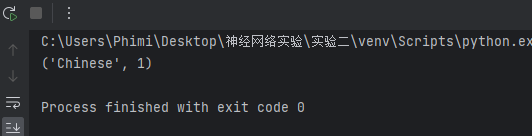 C:\Users\Phimi\Desktop\神经网络实验\实验二\venv\Scripts\python.ex
('Chinese', 1)
Process finished with exit code 0